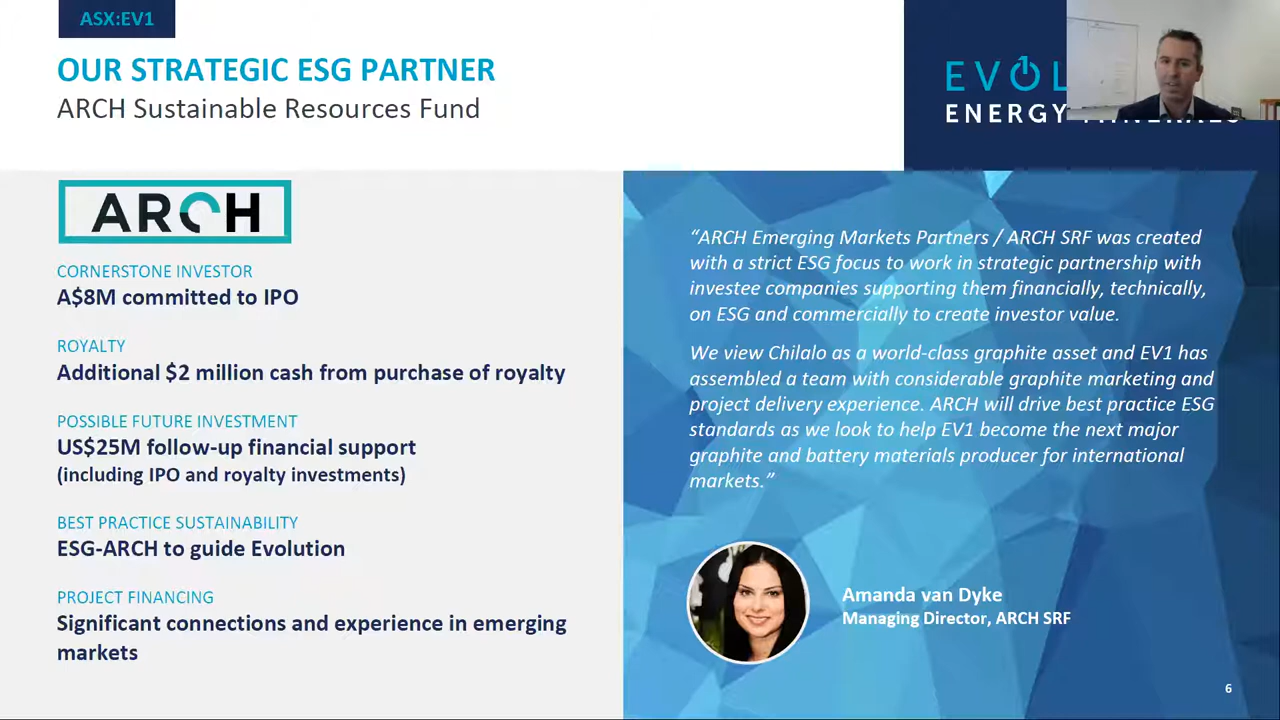 ASX:EV1
OUR STRATEGIC ESG PARTNER
ARCH Sustainable Resources Fund
ENERGY
ARCH
CORNERSTONE INVESTOR
A$8M committed to IPO
ROYALTY
Additional $2 million cash from purchase of royalty
POSSIBLE FUTURE INVESTMENT
US$25M follow-up financial support
(including IPO and royalty investments)
BEST PRACTICE SUSTAINABILITY
ESG-ARCH to guide Evolution
PROJECT FINANCING
Significant connections and experience in emerging
markets
“ARCH Emerging Markets Partners / ARCH SRF was created
with a strict ESG focus to work in strategic partnership with
investee companies supporting them financially, technically,
on ESG and commercially to create investor value.
We view Chilalo as a world-class graphite asset and EV1 has
assembled a team with considerable graphite marketing and
project delivery experience. ARCH will drive best practice ESG
standards as we look to help EV1 become the next major
graphite and battery materials producer for international
markets.”
Amanda van Dyke
Managing Director, ARCH SRF
6